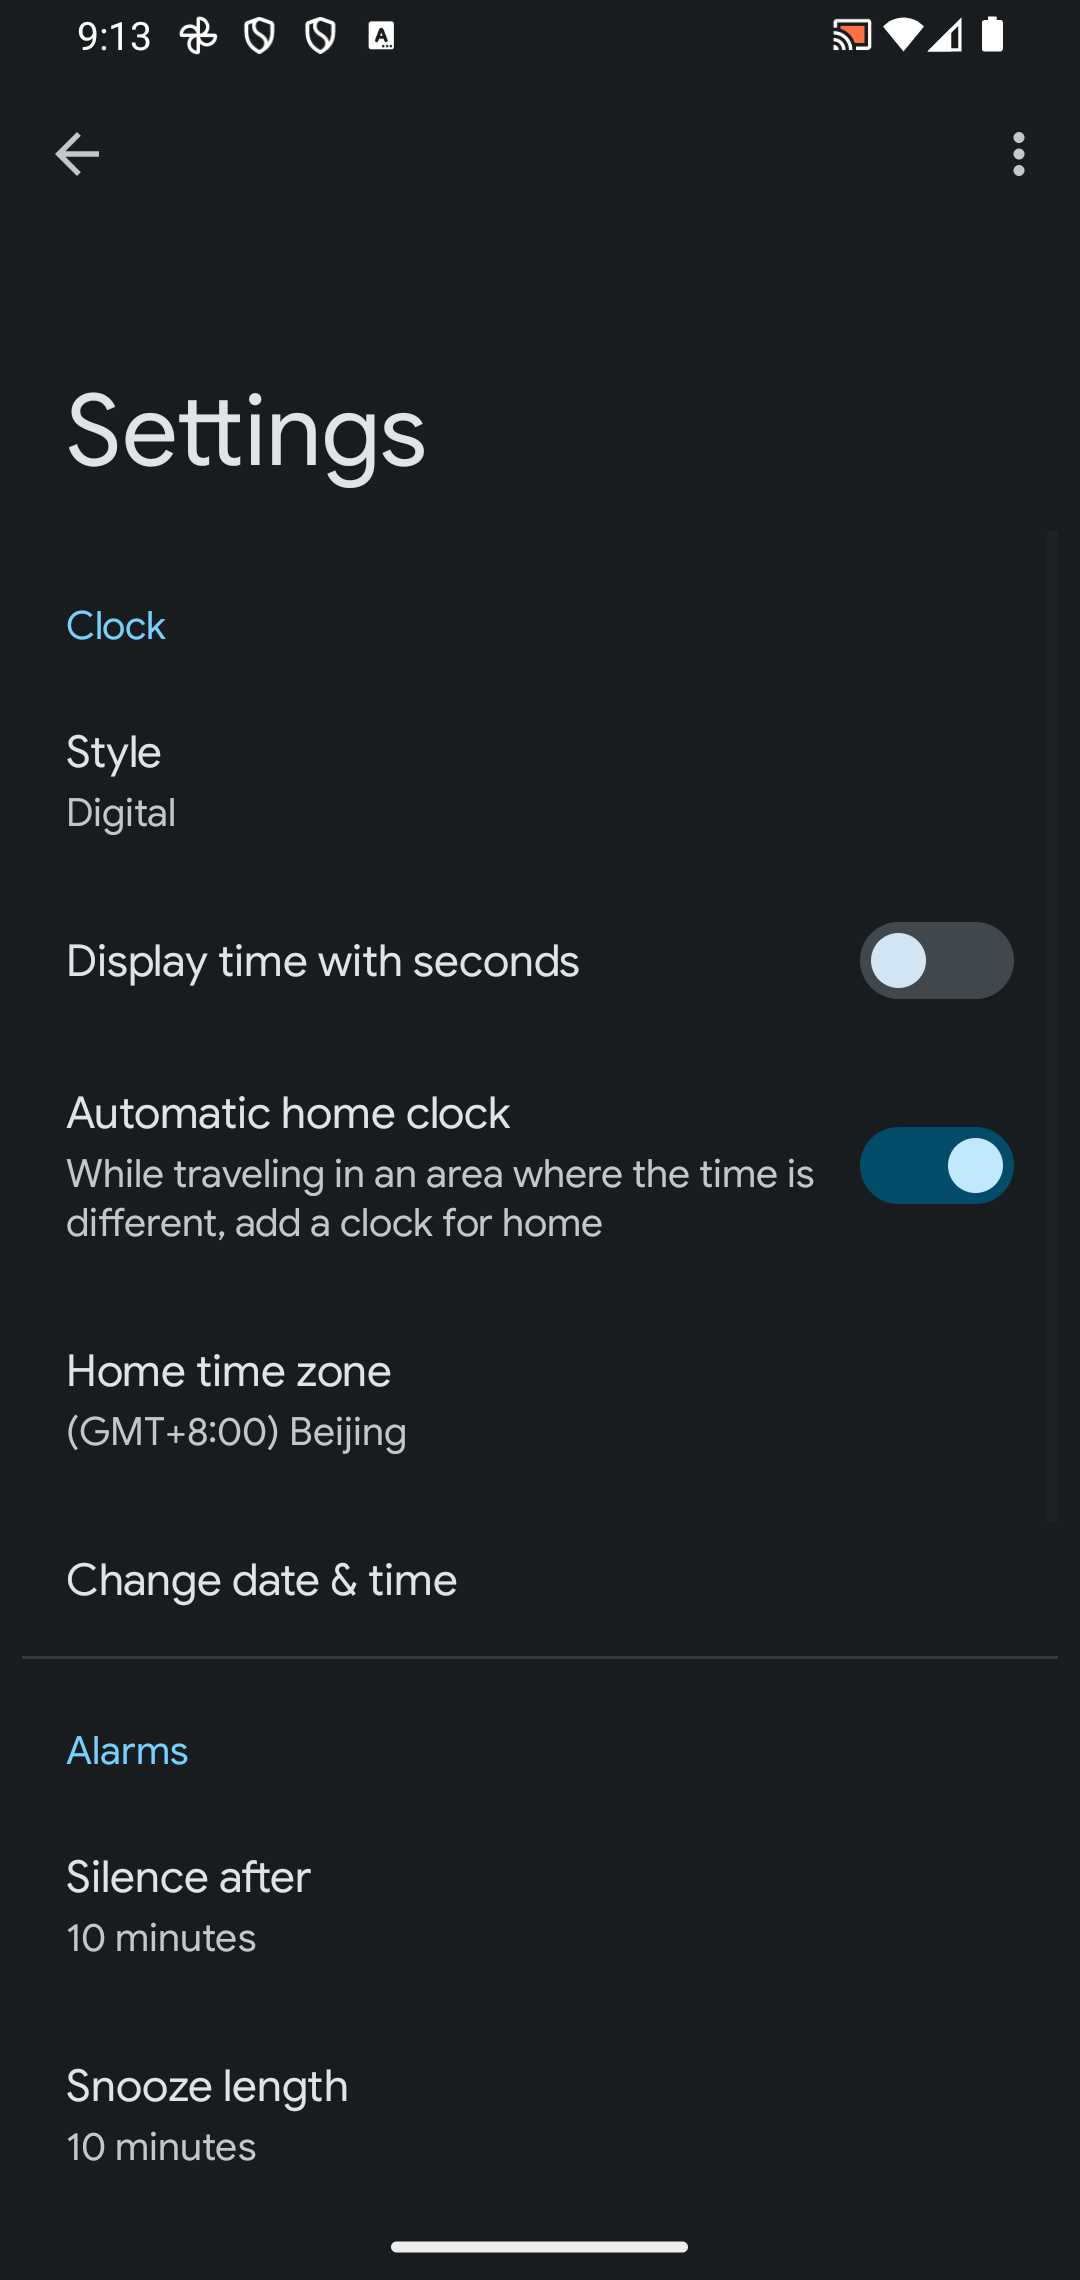 9:13
Settings
Clock
Style
Digital
Display time with seconds
Automatic home clock
While traveling in an area where the time is
different, add a clock for home
Home time zone
(GMT+8:00) Beijing
Change date & time
Alarms
Silence after
10 minutes
Snooze length
10 minutes